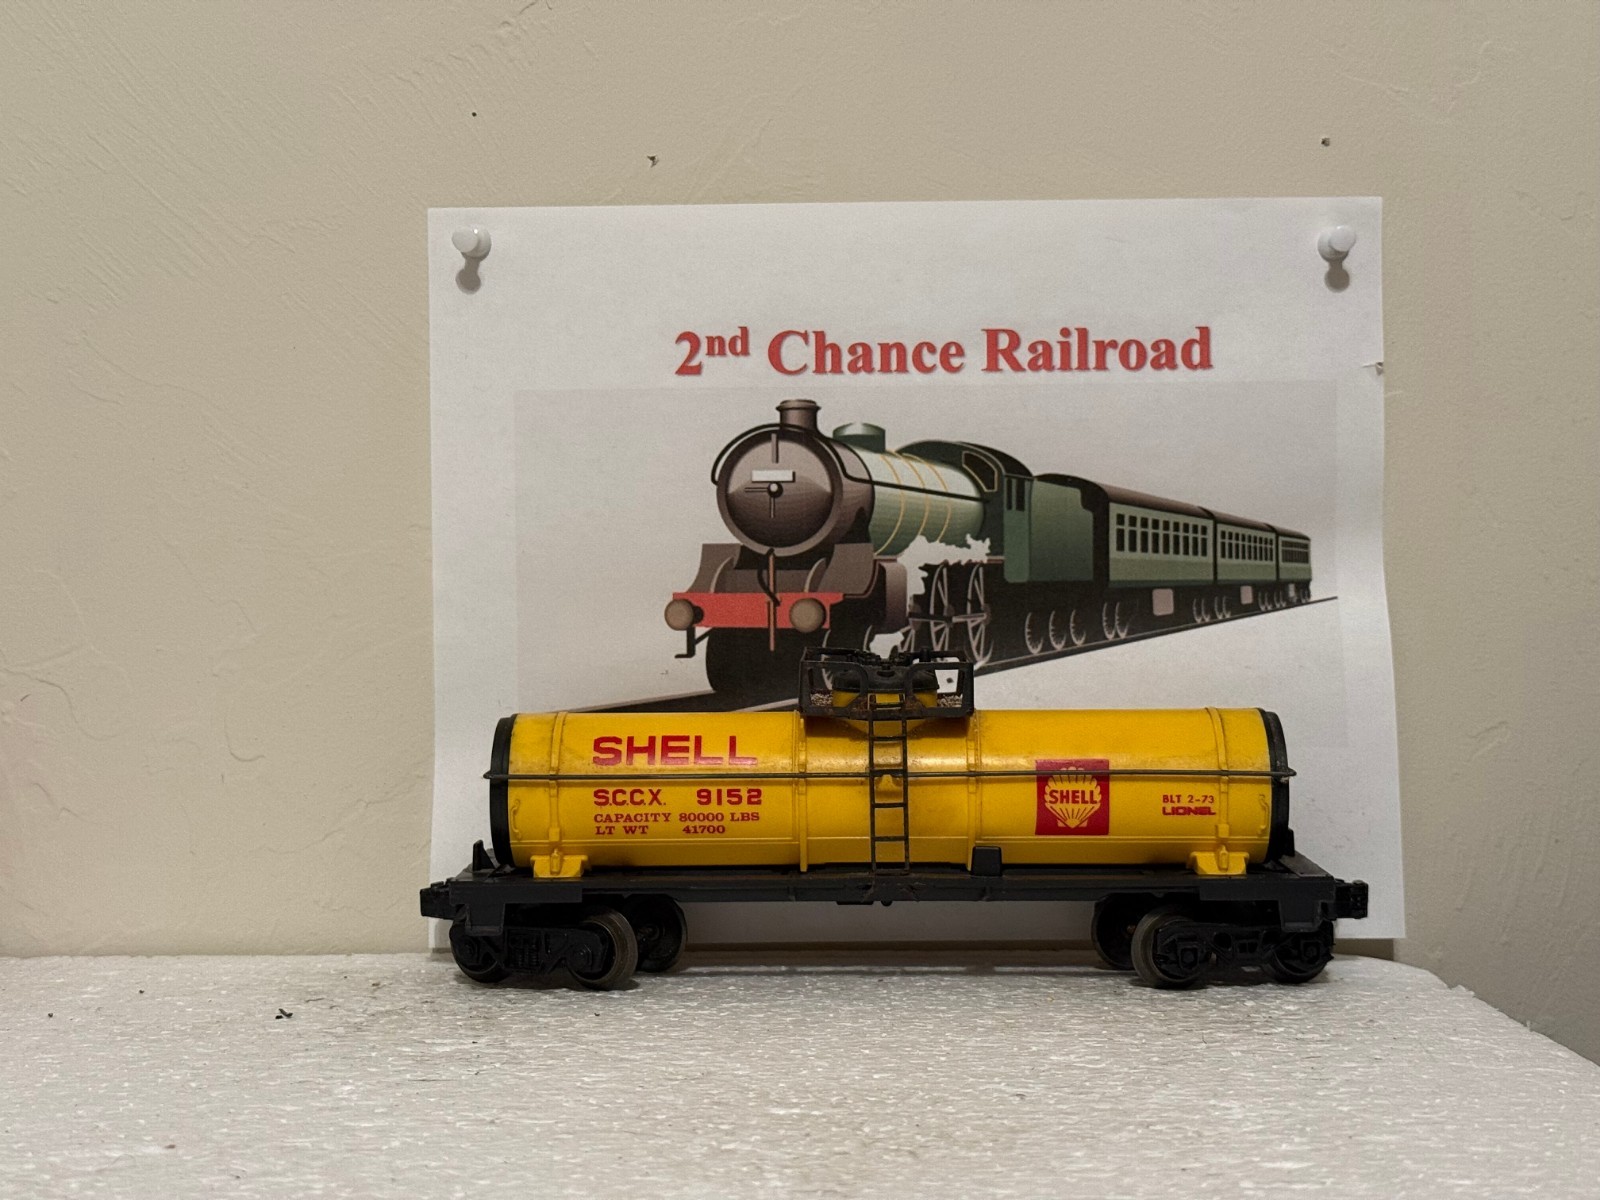 2nd Chance Railroad
SHELL
S.C.C.X. 9152
CAPACITY 80000 LBS
LT WT 41700
SHELL
BLT 2-73
LIONEL